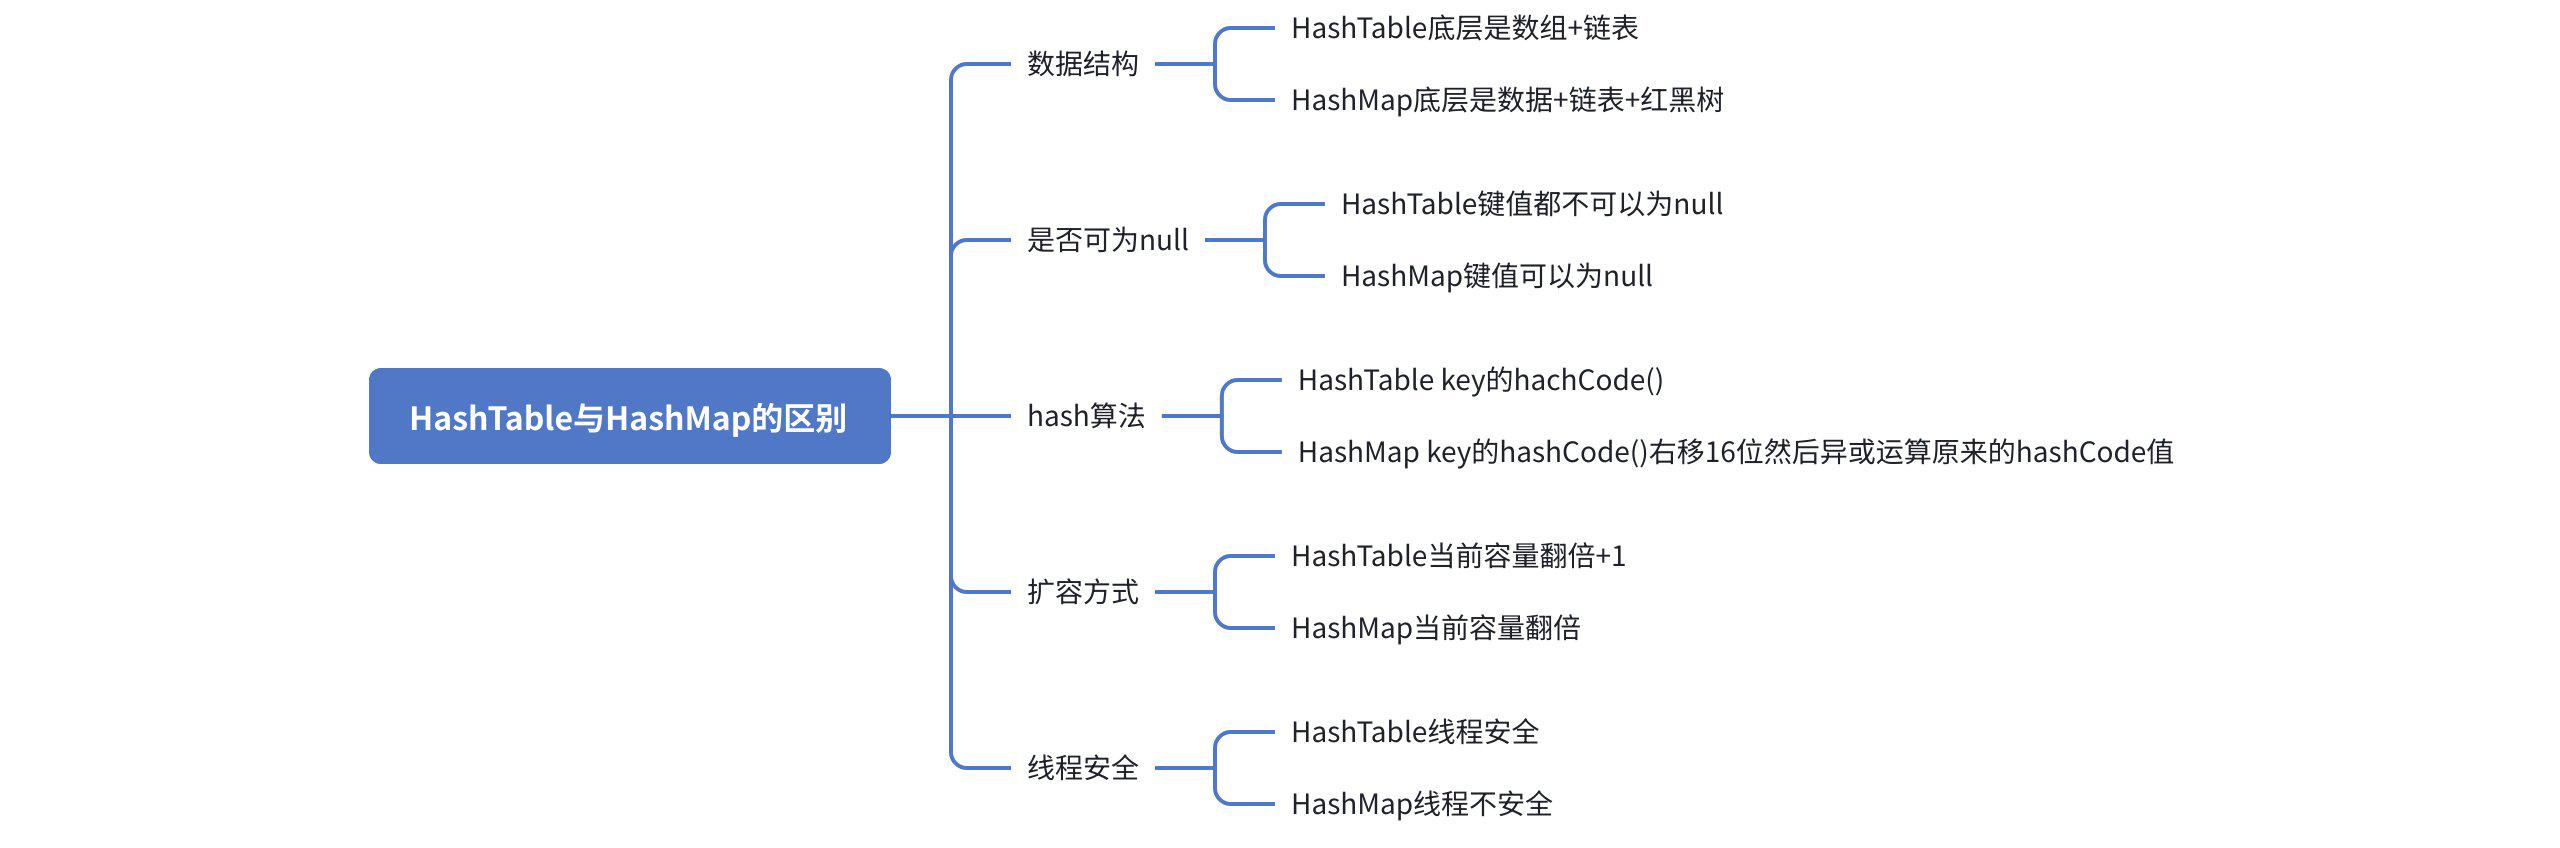 HashTable与HashMap的区别
数据结构
HashTable底层是数组+链表
HashMap底层是数据+链表+红黑树
是否可为null
HashTable键值都不可以为null
HashMap键值可以为null
hash算法
HashTable key的hachCode()
HashMap key的hashCode()右移16位然后异或运算原来的hashCode值
扩容方式
HashTable当前容量翻倍+1
HashMap当前容量翻倍
线程安全
HashTable线程安全
HashMap线程不安全